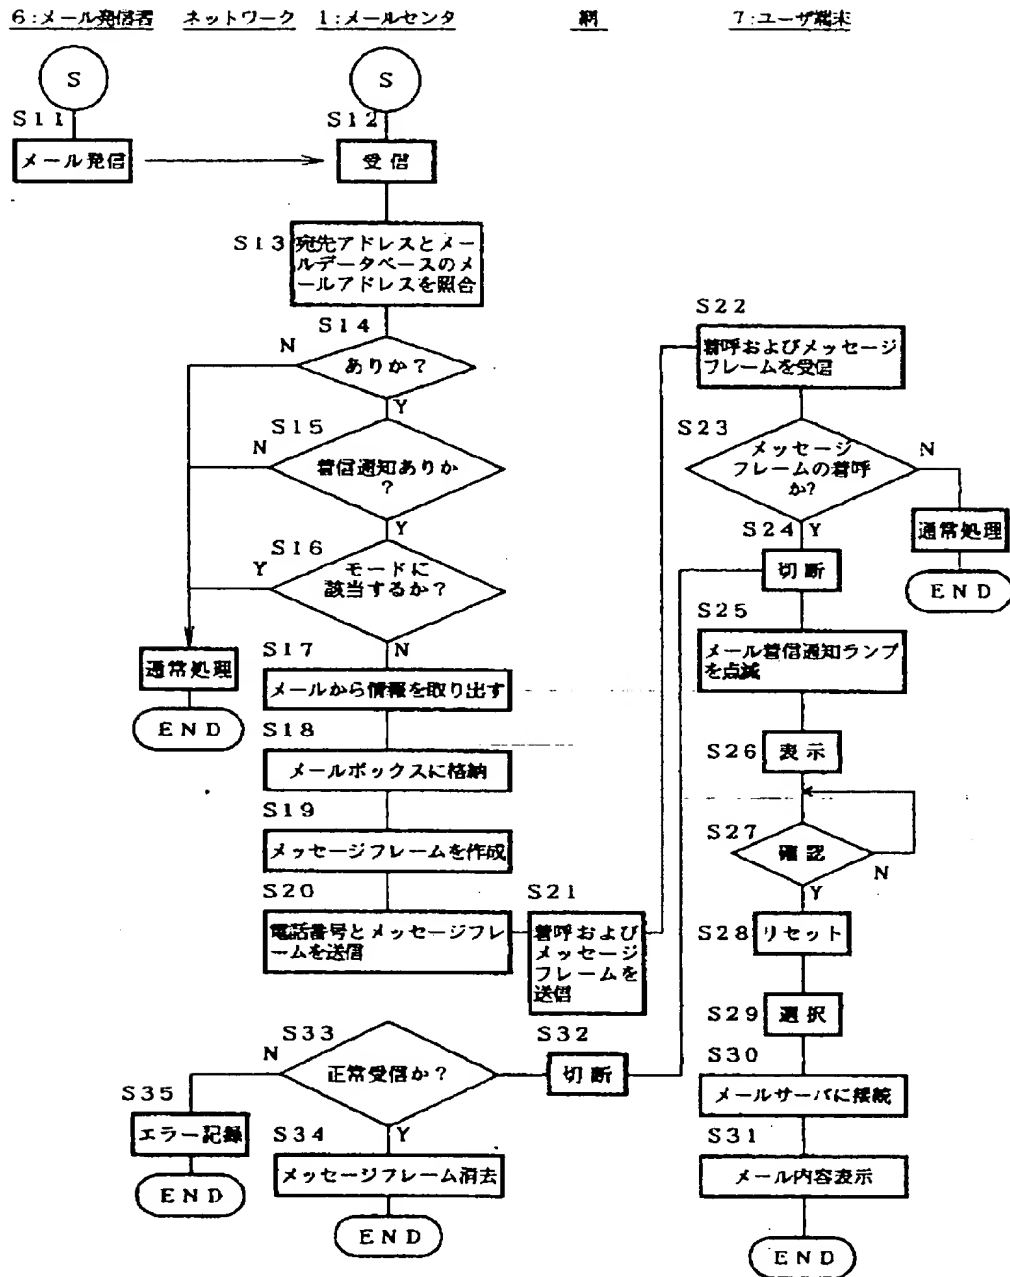 6:メール発信者 ネットワーク 1:メールセンタ 網 7:ユーザ端末
S
S
S11
メール発信
S12
受信
S13
宛先アドレスとメー
ルデータベースのメ
ールアドレスを照合
S14
N
ありか?
Y
S15
N
着信通知ありか
?
Y
S16
Y
モードに
該当するか?
N
通常処理
END
S17
メールから情報を取り出す
S18
メールボックスに格納
S19
メッセージフレームを作成
S20
電話番号とメッセージフレ
ームを送信
S21
着呼および
メッセージ
フレームを
送信
S22
着呼およびメッセージ
フレームを受信
S23
メッセージ
フレームの着呼
か?
N
通常処理
END
Y
S24
切断
S25
メール着信通知ランプ
を点滅
S26
表示
S27
確認
N
Y
S28
リセット
S29
選択
S30
メールサーバに接続
S31
メール内容表示
END
S32
切断
S33
正常受信か?
N
Y
S34
メッセージフレーム消去
END
S35
エラー記録
END